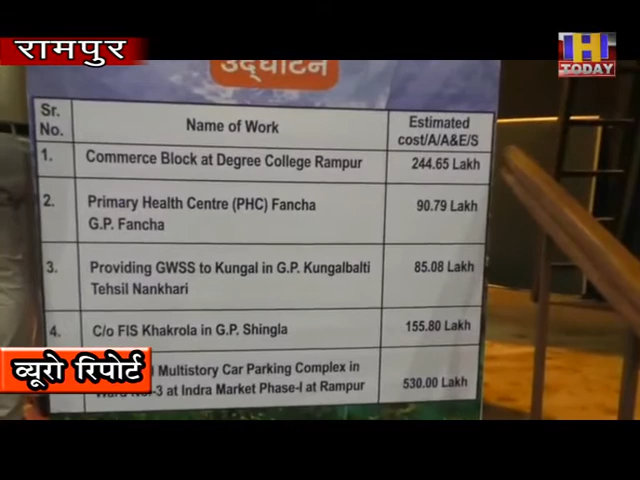 रामपुर
HI
TODAY
उद्घाटन
Sr.
No.
Name of Work
Estimated
cost/A/A&E/S
1.
Commerce Block at Degree College Rampur
244.65 Lakh
2.
Primary Health Centre (PHC) Fancha
G.P. Fancha
90.79 Lakh
3.
Providing GWSS to Kungal in G.P. Kungalbalti
Tehsil Nankhari
85.08 Lakh
4.
C/o FIS Khakrola in G.P. Shingla
155.80 Lakh
Multistory Car Parking Complex in
-3 at Indra Market Phase-I at Rampur
530.00 Lakh
व्यूरो रिपोर्ट